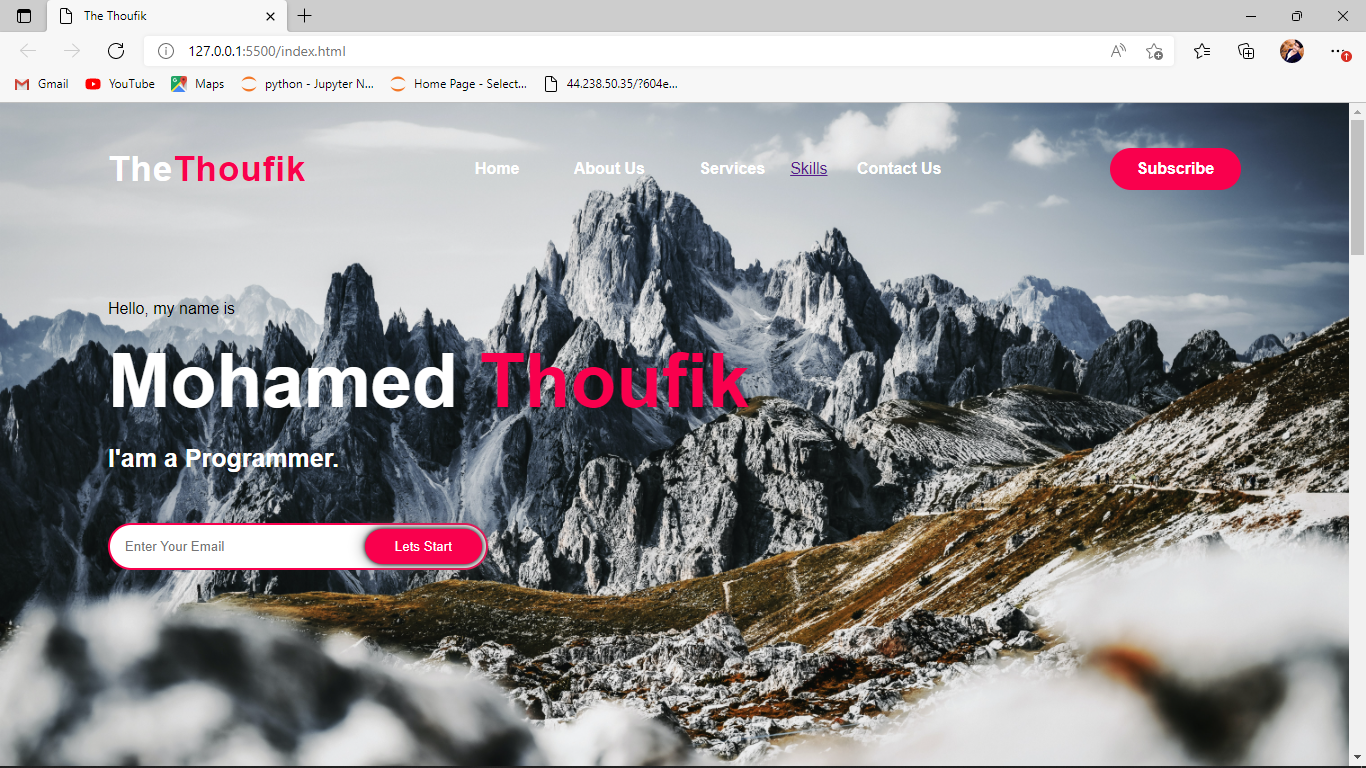 The Thoufik
127.0.0.1:5500/index.html
Gmail YouTube Maps python - Jupyter N... Home Page - Select... 44.238.50.35/?604e...
TheThoufik Home About Us Services Skills Contact Us Subscribe
Hello, my name is
Mohamed Thoufik
I'am a Programmer.
Enter Your Email Lets Start